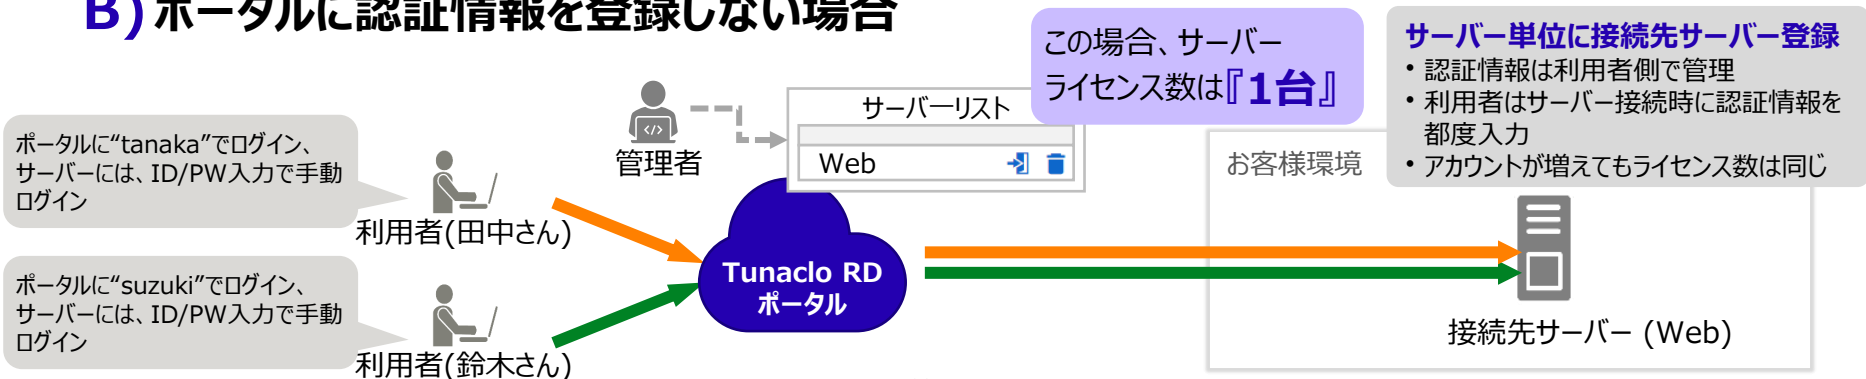 B) ポータルに認証情報を登録しない場合
この場合、サーバー
ライセンス数は『1台』
サーバー単位に接続先サーバー登録
・認証情報は利用者側で管理
・利用者はサーバー接続時に認証情報を
都度入力
・アカウントが増えてもライセンス数は同じ
サーバーリスト
Web
管理者
お客様環境
ポータルに“tanaka”でログイン、
サーバーには、ID/PW入力で手動
ログイン
利用者(田中さん)
Tunaclo RD
ポータル
ポータルに“suzuki”でログイン、
サーバーには、ID/PW入力で手動
ログイン
利用者(鈴木さん)
接続先サーバー (Web)